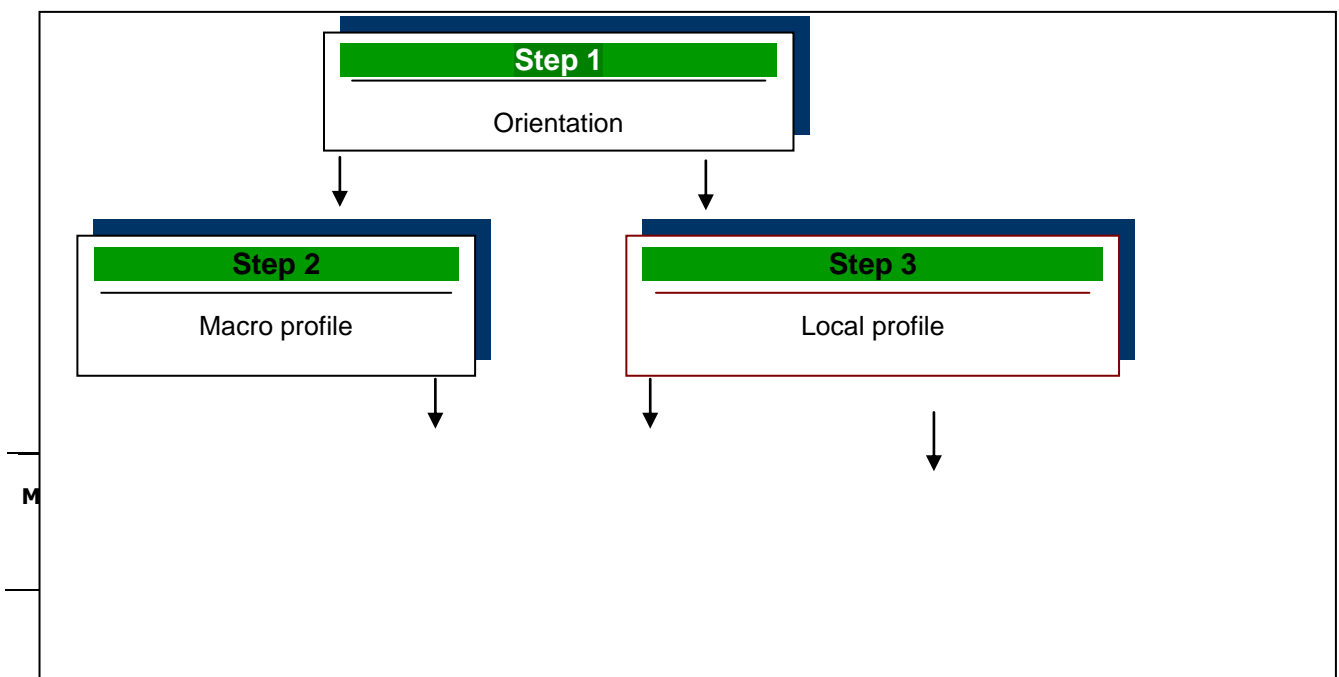 Step 1
Orientation
Step 2
Macro profile
Step 3
Local profile
M